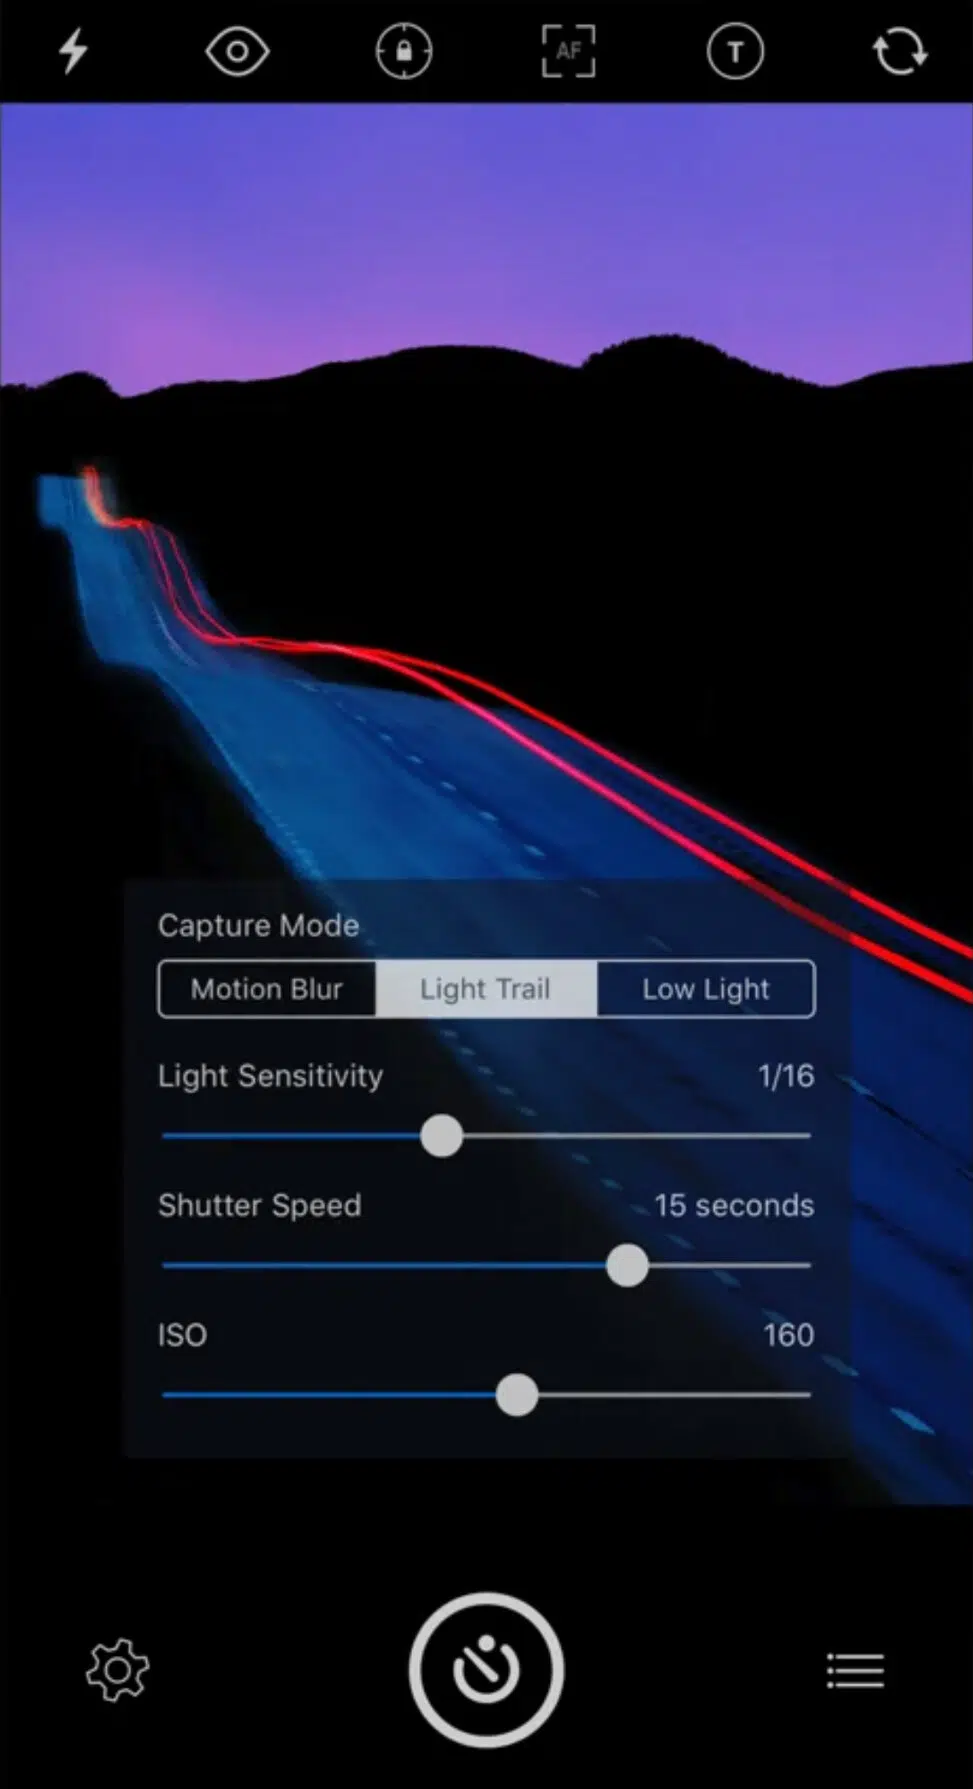 AF
T
Capture Mode
Motion Blur Light Trail Low Light
Light Sensitivity 1/16
Shutter Speed 15 seconds
ISO 160